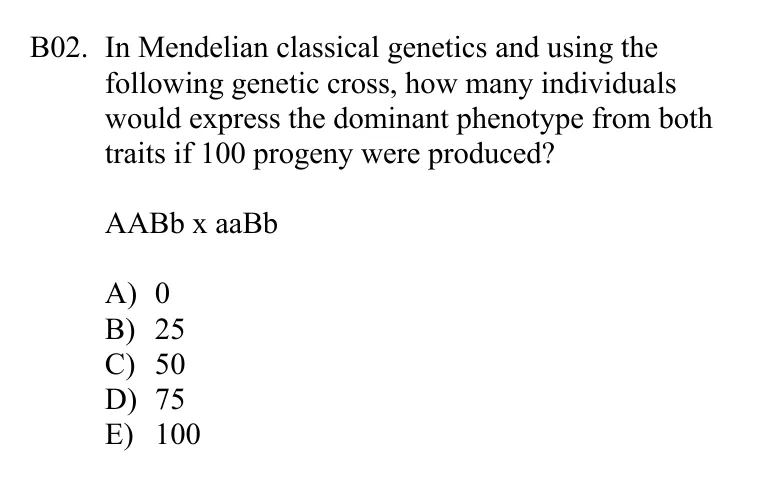 B02. In Mendelian classical genetics and using the
following genetic cross, how many individuals
would express the dominant phenotype from both
traits if 100 progeny were produced?
AABb x aaBb
A) 0
B) 25
C) 50
D) 75
E) 100